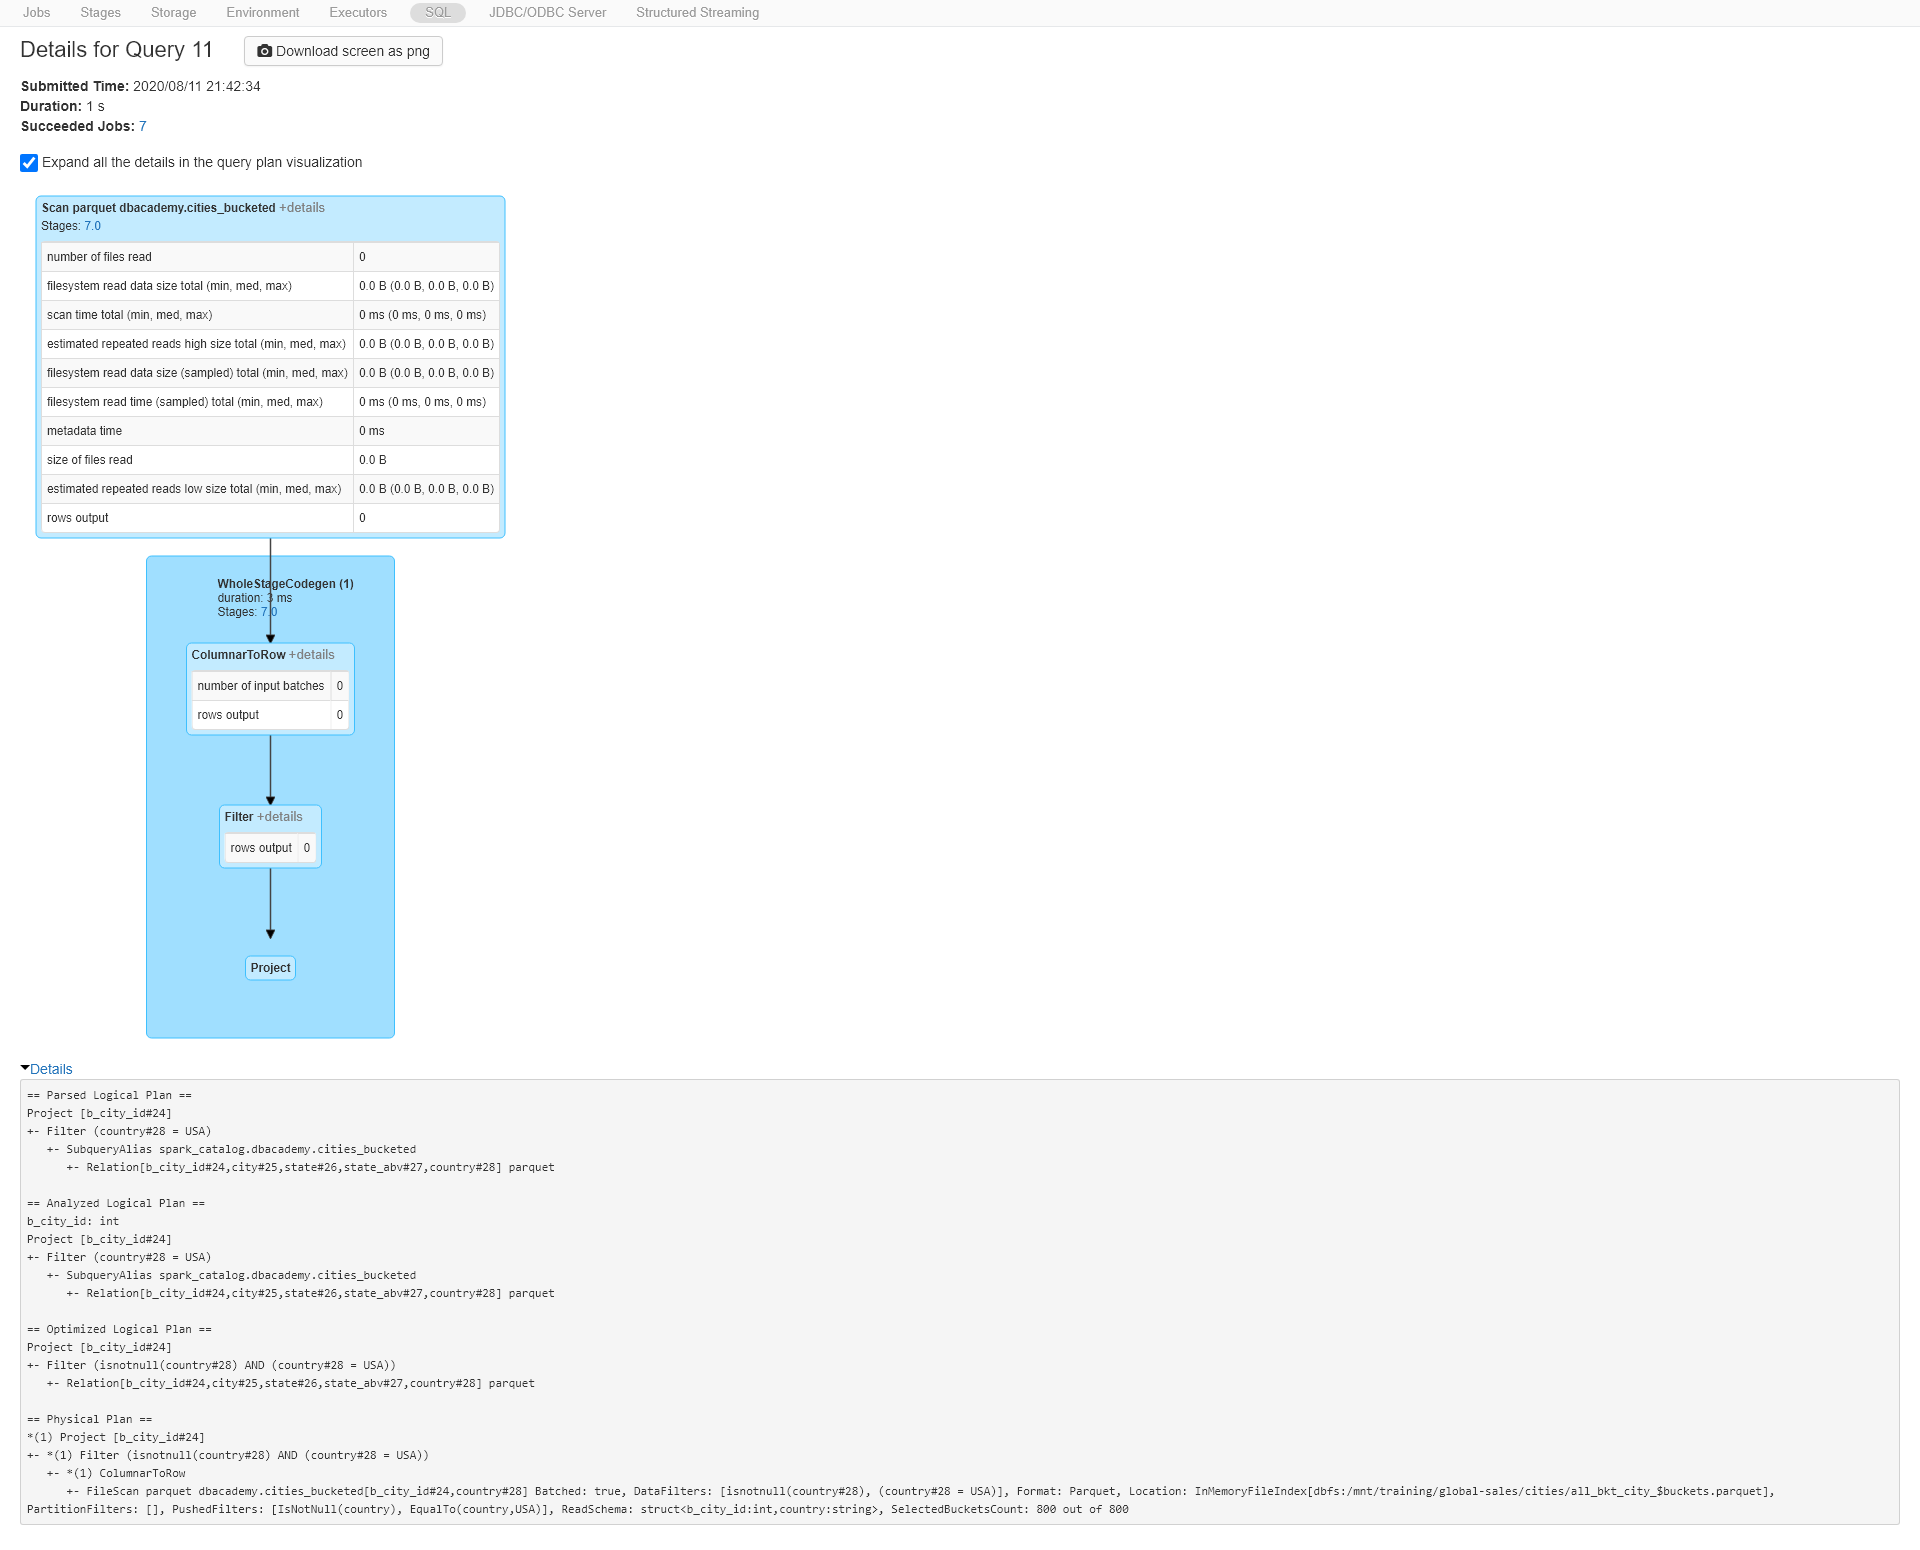 Jobs Stages Storage Environment Executors SQL JDBC/ODBC Server Structured Streaming
Details for Query 11 Download screen as png
Submitted Time: 2020/08/11 21:42:34
Duration: 1 s
Succeeded Jobs: 7
Expand all the details in the query plan visualization
Scan parquet dbacademy.cities_bucketed +details
Stages: 7.0
number of files read 0
filesystem read data size total (min, med, max) 0.0 B (0.0 B, 0.0 B, 0.0 B)
scan time total (min, med, max) 0 ms (0 ms, 0 ms, 0 ms)
estimated repeated reads high size total (min, med, max) 0.0 B (0.0 B, 0.0 B, 0.0 B)
filesystem read data size (sampled) total (min, med, max) 0.0 B (0.0 B, 0.0 B, 0.0 B)
filesystem read time (sampled) total (min, med, max) 0 ms (0 ms, 0 ms, 0 ms)
metadata time 0 ms
size of files read 0.0 B
estimated repeated reads low size total (min, med, max) 0.0 B (0.0 B, 0.0 B, 0.0 B)
rows output 0
WholeStageCodegen (1)
duration: 3 ms
Stages: 7.0
ColumnarToRow +details
number of input batches 0
rows output 0
Filter +details
rows output 0
Project
Details
== Parsed Logical Plan ==
Project [b_city_id#24]
+- Filter (country#28 = USA)
   +- SubqueryAlias spark_catalog.dbacademy.cities_bucketed
      +- Relation[b_city_id#24,city#25,state#26,state_abv#27,country#28] parquet

== Analyzed Logical Plan ==
b_city_id: int
Project [b_city_id#24]
+- Filter (country#28 = USA)
   +- SubqueryAlias spark_catalog.dbacademy.cities_bucketed
      +- Relation[b_city_id#24,city#25,state#26,state_abv#27,country#28] parquet

== Optimized Logical Plan ==
Project [b_city_id#24]
+- Filter (isnotnull(country#28) AND (country#28 = USA))
   +- Relation[b_city_id#24,city#25,state#26,state_abv#27,country#28] parquet

== Physical Plan ==
*(1) Project [b_city_id#24]
+- *(1) Filter (isnotnull(country#28) AND (country#28 = USA))
   +- *(1) ColumnarToRow
      +- FileScan parquet dbacademy.cities_bucketed[b_city_id#24,country#28] Batched: true, DataFilters: [isnotnull(country#28), (country#28 = USA)], Format: Parquet, Location: InMemoryFileIndex[dbfs:/mnt/training/global-sales/cities/all_bkt_city_$buckets.parquet],
PartitionFilters: [], PushedFilters: [IsNotNull(country), EqualTo(country,USA)], ReadSchema: struct<b_city_id:int,country:string>, SelectedBucketsCount: 800 out of 800